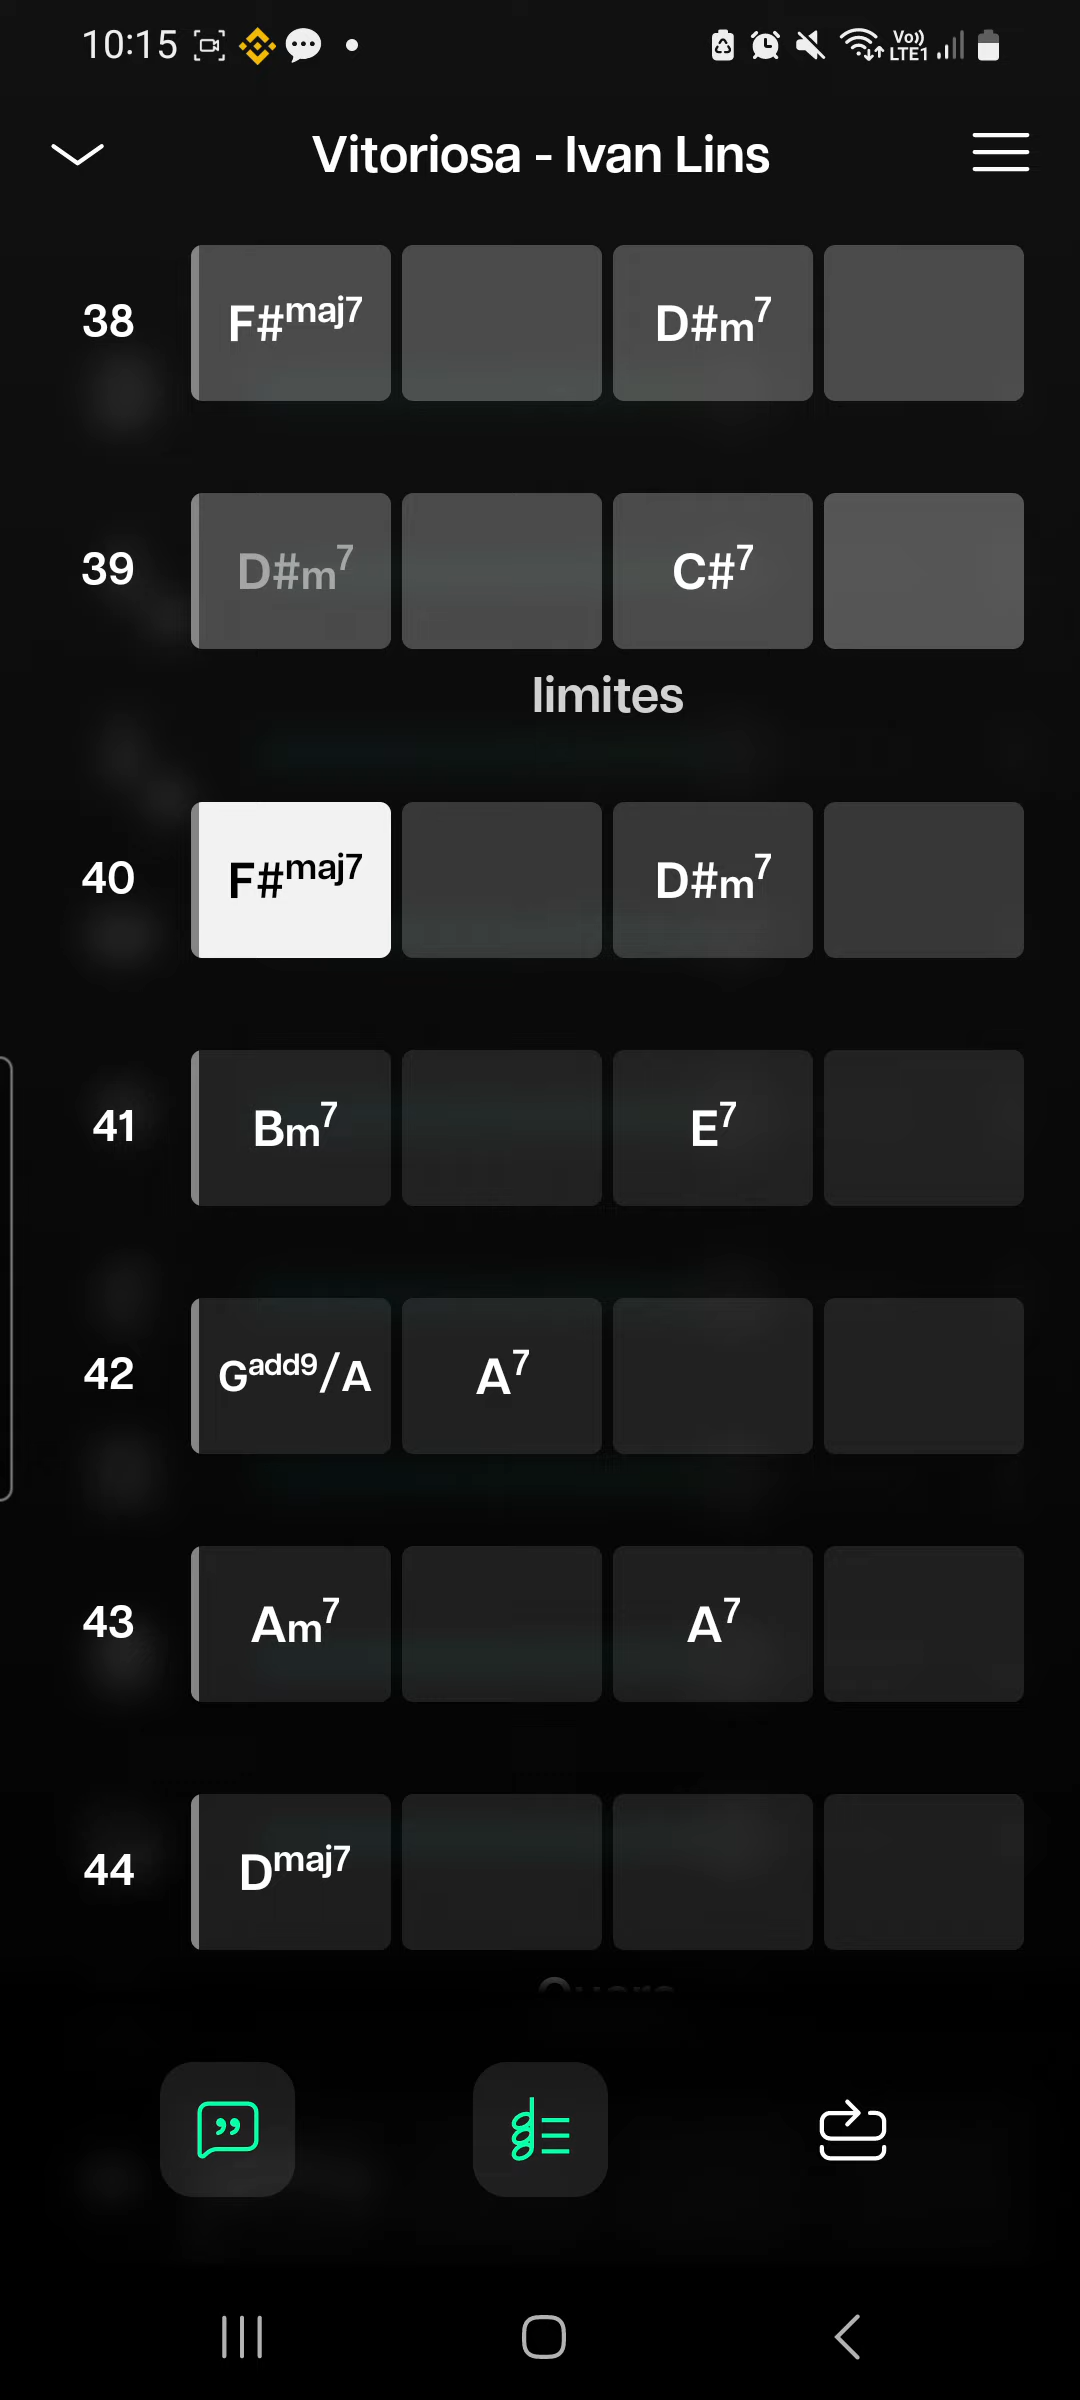 10:15
Vo))
LTE1
Vitoriosa - Ivan Lins
38 F#maj7 D#m7
39 D#m7 C#7
limites
40 F#maj7 D#m7
41 Bm7 E7
42 Gadd9/A A7
43 Am7 A7
44 Dmaj7